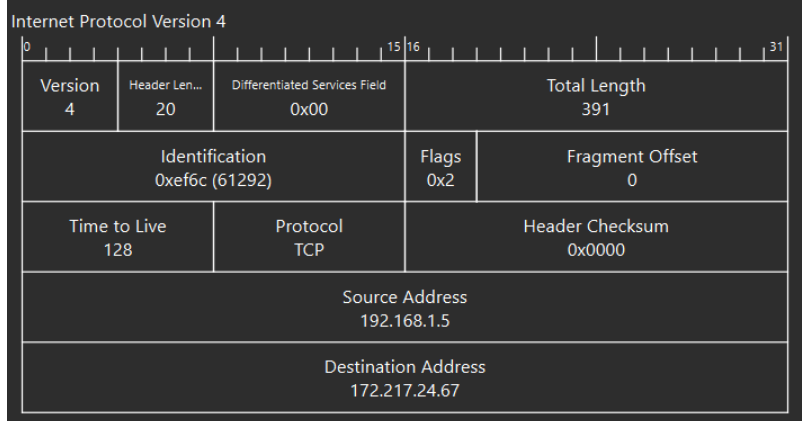 Internet Protocol Version 4
0 15 16 31
Version Header Len... Differentiated Services Field Total Length
4 20 0x00 391
Identification Flags Fragment Offset
0xef6c (61292) 0x2 0
Time to Live Protocol Header Checksum
128 TCP 0x0000
Source Address
192.168.1.5
Destination Address
172.217.24.67